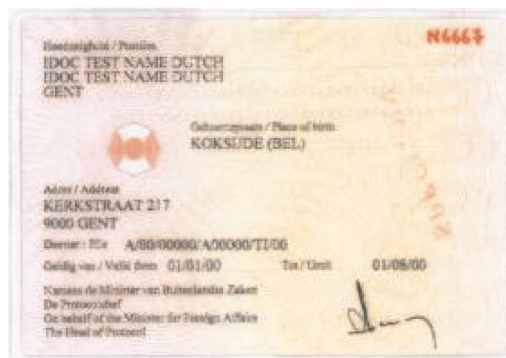 N6667
Hoedanigheid / Position
IDOC TEST NAME DUTCH
IDOC TEST NAME DUTCH
GENT
Geboorteplaats / Place of birth
KOKSIJDE (BEL)
Adres / Address
KERKSTRAAT 217
9000 GENT
Dossier : File A/00/00000/A00000/TI/00
Geldig van / Valid from 01/01/00 Tot / Until 01/06/00
Namens de Minister van Buitenlandse Zaken
De Protocolchef
On behalf of the Minister for Foreign Affairs
The Head of Protocol